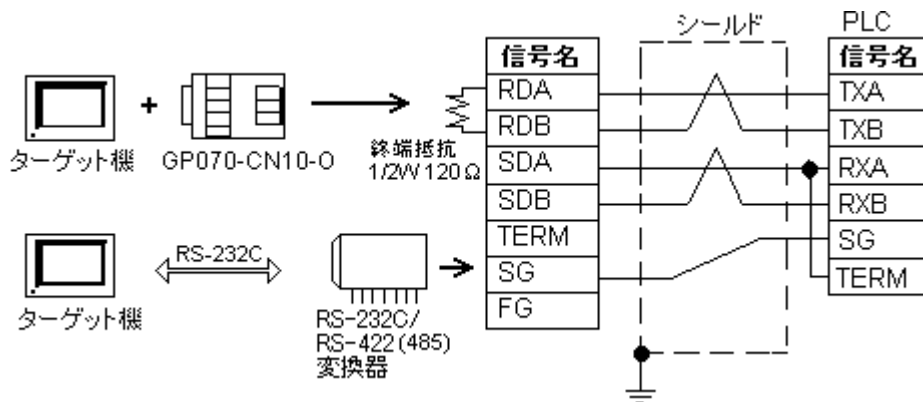 シールド
PLC
ターゲット機
+
GP070-CN10-O
終端抵抗
1/2W 120Ω
ターゲット機
RS-232C
RS-232C/
RS-422(485)
変換器
信号名
RDA
RDB
SDA
SDB
TERM
SG
FG
信号名
TXA
TXB
RXA
RXB
SG
TERM